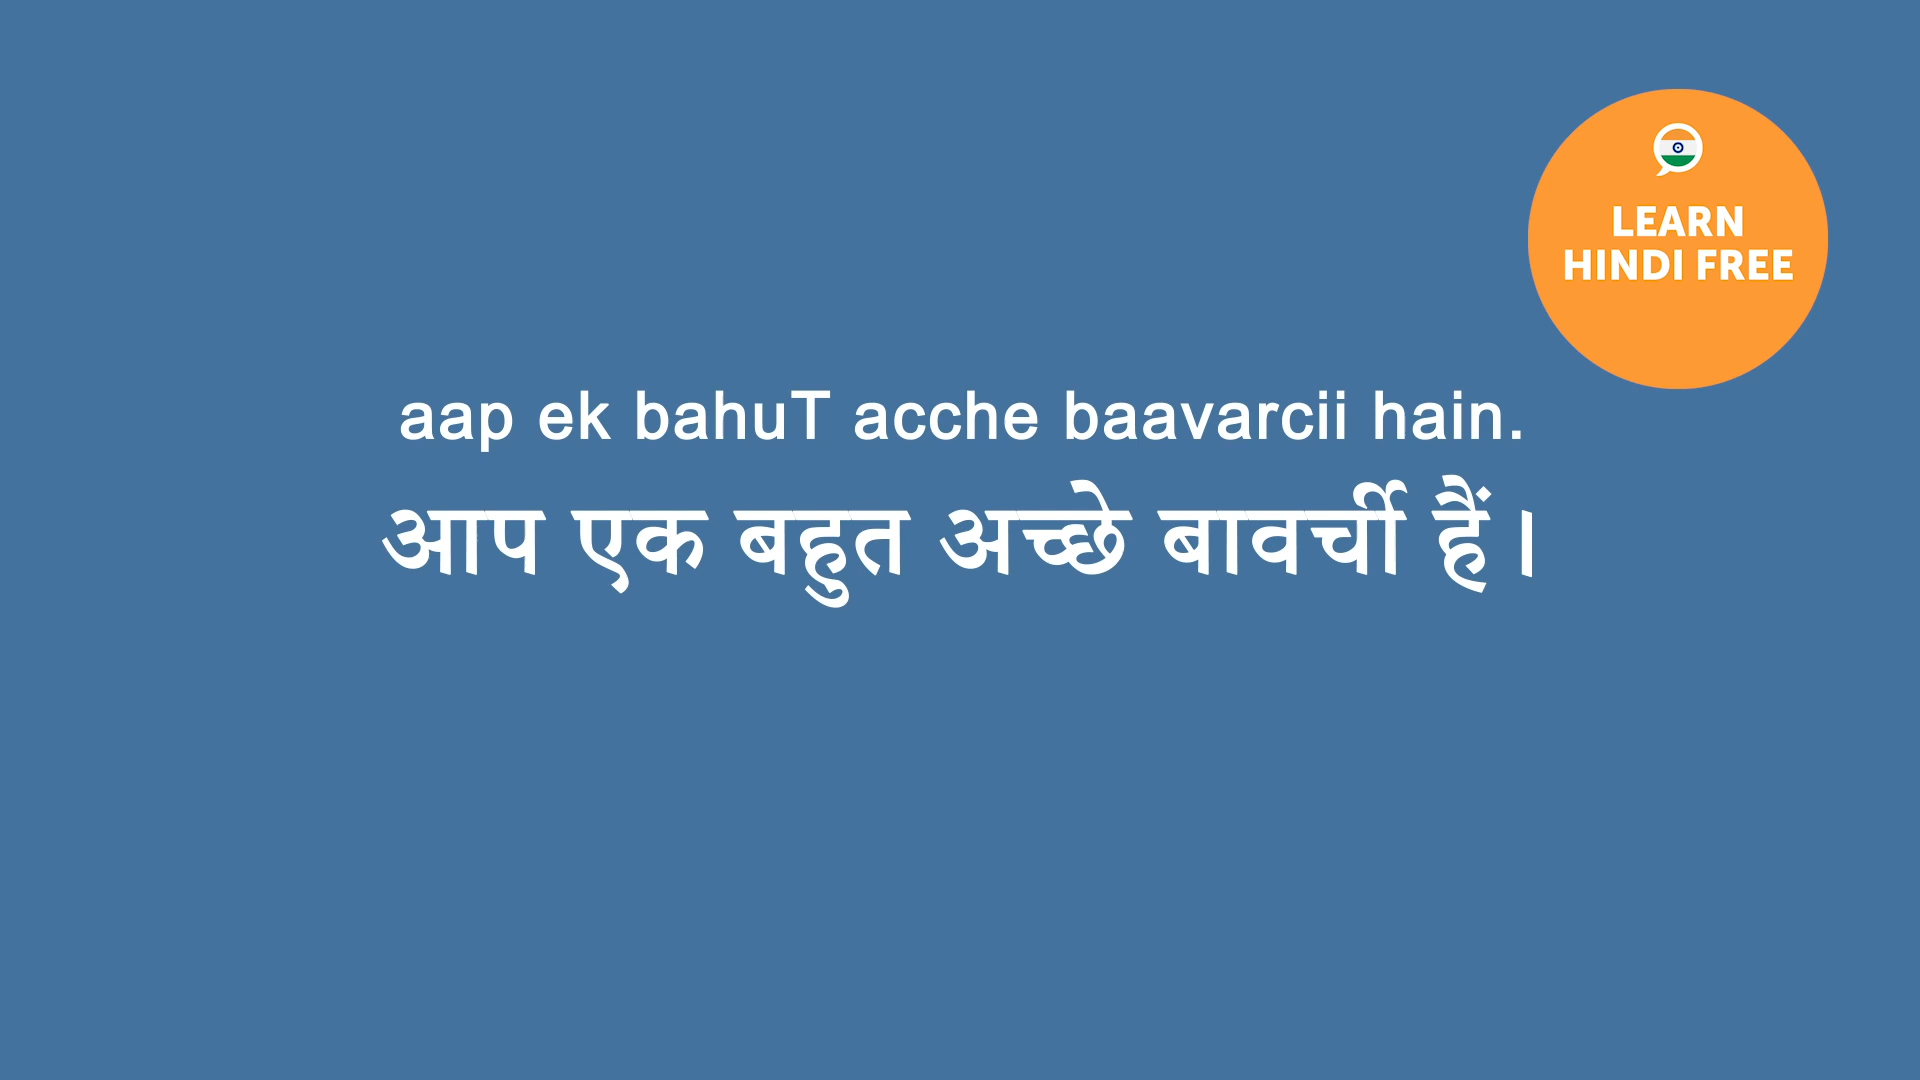 LEARN
HINDI FREE
aap ek bahuT acche baavarcii hain.
आप एक बहुत अच्छे बावर्ची हैं।